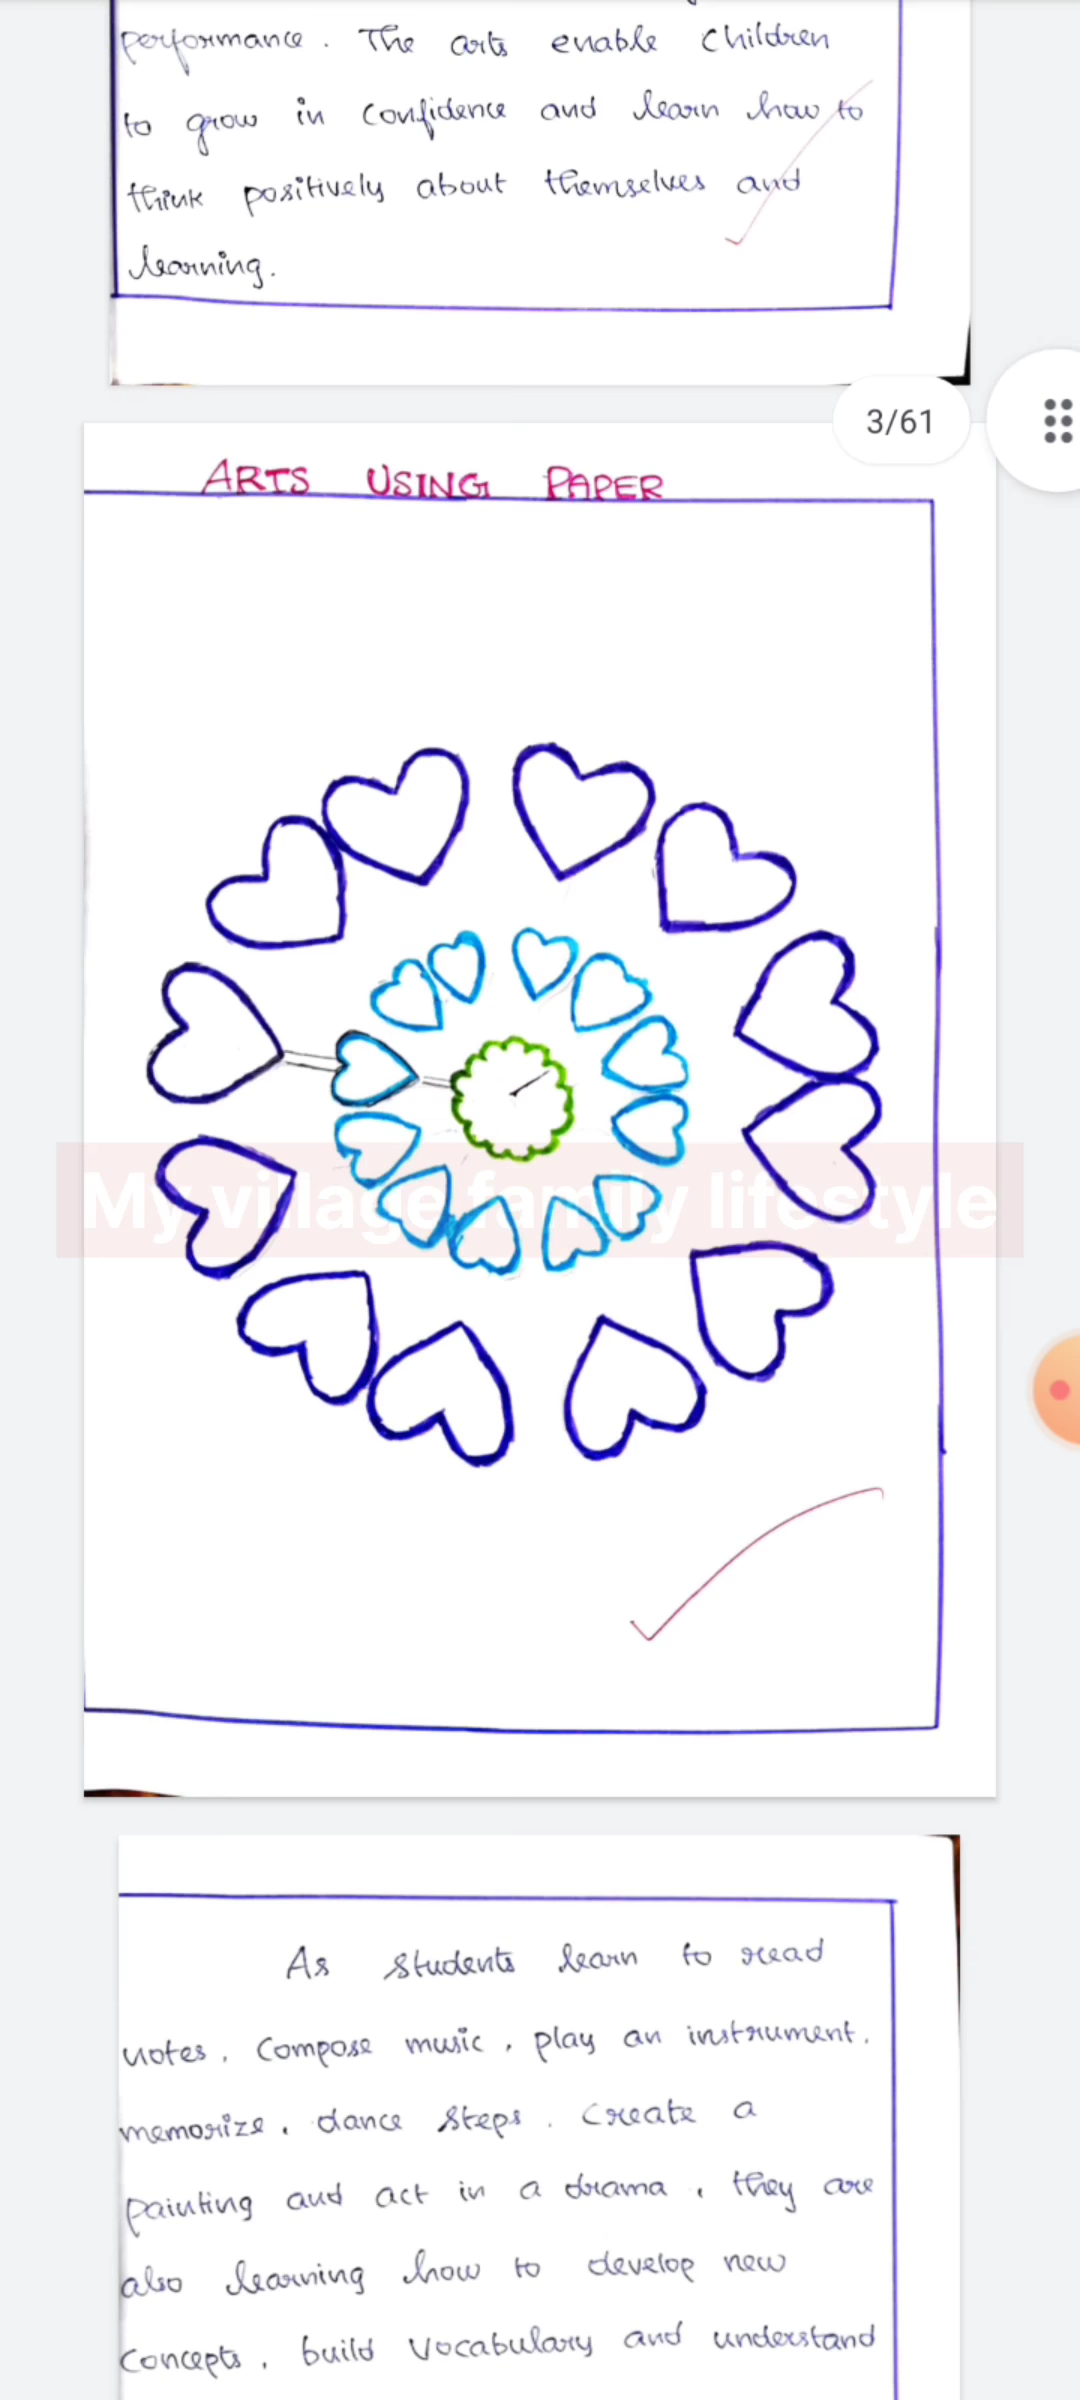 performance. The arts enable children
to grow in confidence and learn how to
think positively about themselves and
learning.
3/61
ARTS USING PAPER
My village family lifestyle
As students learn to read
notes, Compose music, play an instrument,
memorize, dance steps. Create a
painting and act in a drama, they are
also learning how to develop new
Concepts, build Vocabulary and understand